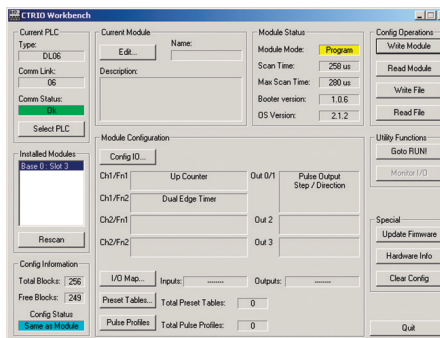 CTRIO Workbench
Current PLC
Type:
DL06
Comm Link:
06
Comm Status:
Ok
Select PLC
Installed Modules
Base 0 : Slot 3
Rescan
Config Information
Total Blocks: 256
Free Blocks: 249
Config Status
Same as Module
Current Module
Edit...
Name:
Description:
Module Status
Module Mode: Program
Scan Time: 258 us
Max Scan Time: 280 us
Booter version: 1.0.6
OS Version: 2.1.2
Module Configuration
Config IO...
Ch1/Fn1 Up Counter Out 0/1 Pulse Output
Step / Direction
Ch1/Fn2 Dual Edge Timer
Ch2/Fn1 Out 2
Ch2/Fn2 Out 3
I/O Map... Inputs: -------- Outputs: --------
Preset Tables... Total Preset Tables: 0
Pulse Profiles Total Pulse Profiles: 0
Config Operations
Write Module
Read Module
Write File
Read File
Utility Functions
Goto RUN!
Monitor I/O
Special
Update Firmware
Hardware Info
Clear Config
Quit